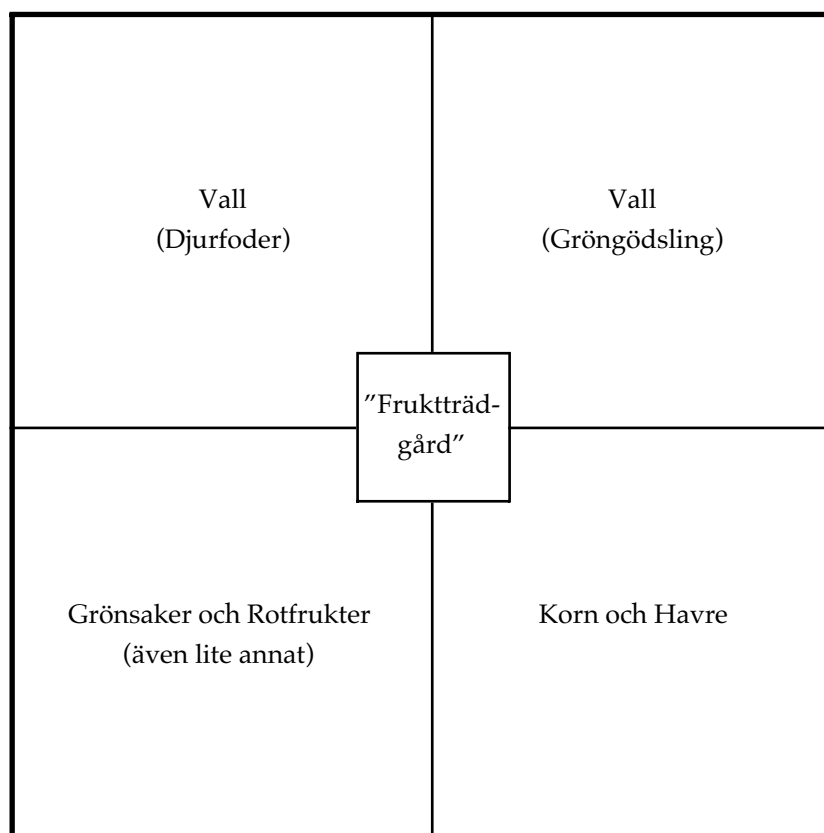 Vall
(Djurfoder)
Vall
(Gröngödsling)
”Fruktträd-
gård”
Grönsaker och Rotfrukter
(även lite annat)
Korn och Havre